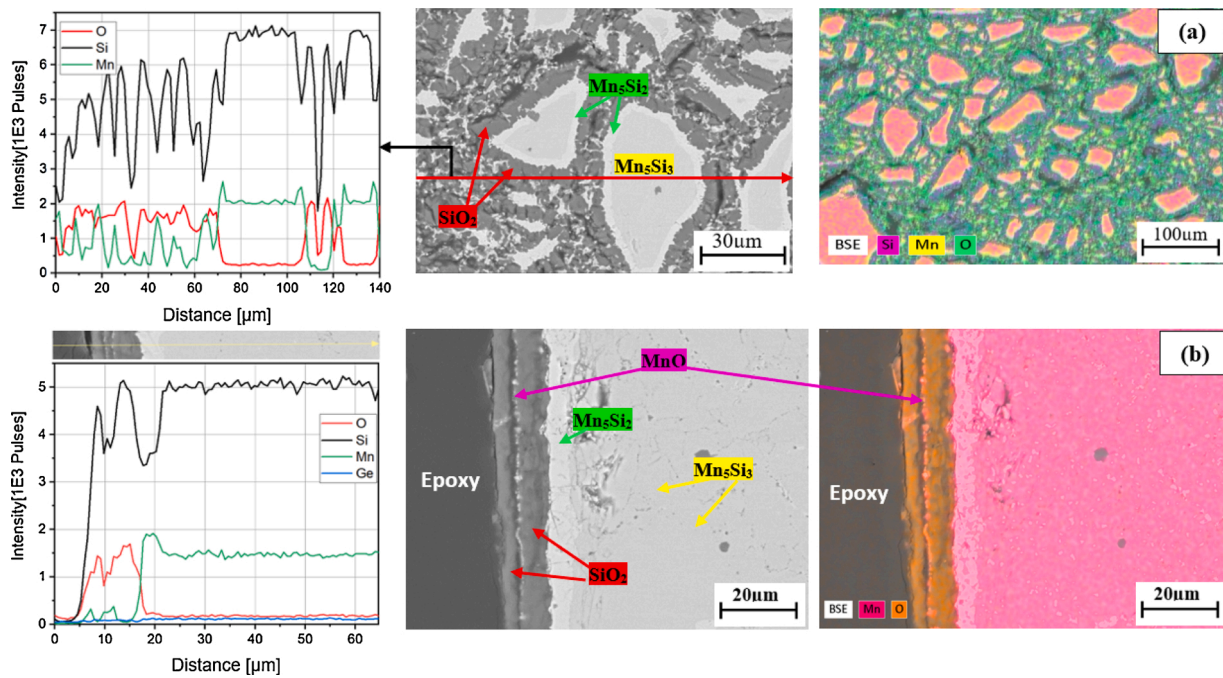 O
Si
Mn
Intensity[1E3 Pulses]
7
6
5
4
3
2
1
0
0 20 40 60 80 100 120 140
Distance [µm]
Mn₅Si₂
Mn₅Si₃
SiO₂
30um
(a)
BSE Si Mn O
100um
O
Si
Mn
Ge
Intensity[1E3 Pulses]
5
4
3
2
1
0
0 10 20 30 40 50 60
Distance [µm]
MnO
Mn₅Si₂
Epoxy
Mn₅Si₃
SiO₂
20µm
(b)
Epoxy
BSE Mn O
20µm